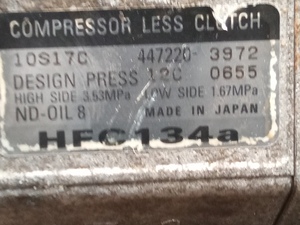 COMPRESSOR LESS CLUTCH
10S17C 447220- 3972
DESIGN PRESS 12C 0655
HIGH SIDE 3.53MPa LOW SIDE 1.67MPa
ND-OIL 8 MADE IN JAPAN
HFC134a